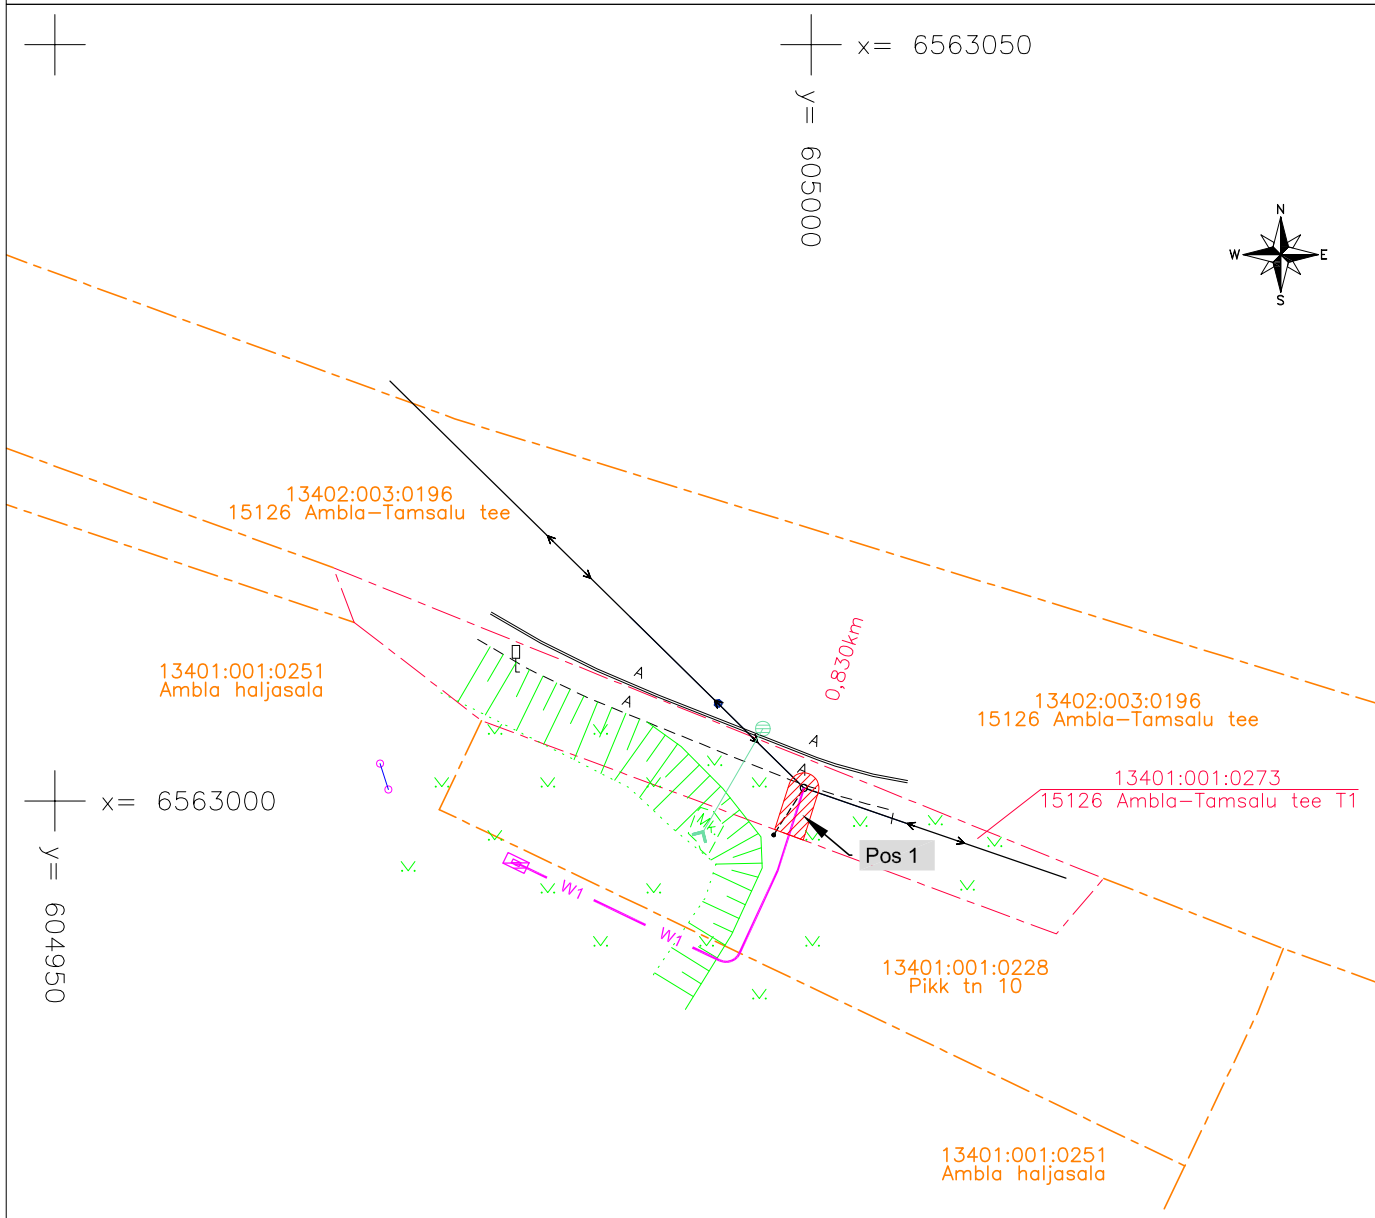 x= 6563050
y= 605000
N
W
E
S
13402:003:0196
15126 Ambla-Tamsalu tee
0,830km
13401:001:0251
Ambla haljasala
A
A
A
A
13402:003:0196
15126 Ambla-Tamsalu tee
13401:001:0273
15126 Ambla-Tamsalu tee T1
x= 6563000
y= 604950
Mk.
Pos 1
W1
W1
13401:001:0228
Pikk tn 10
13401:001:0251
Ambla haljasala